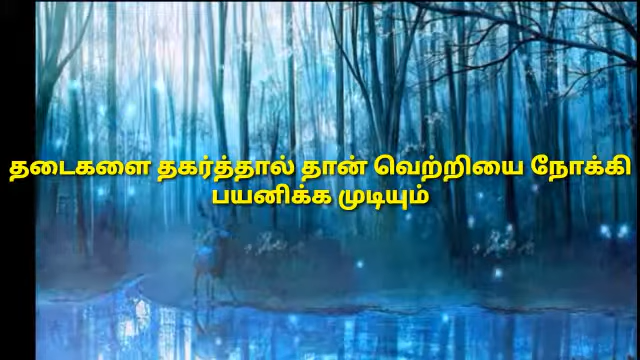 தடைகளை தகர்த்தால் தான் வெற்றியை நோக்கி
பயனிக்க முடியும்